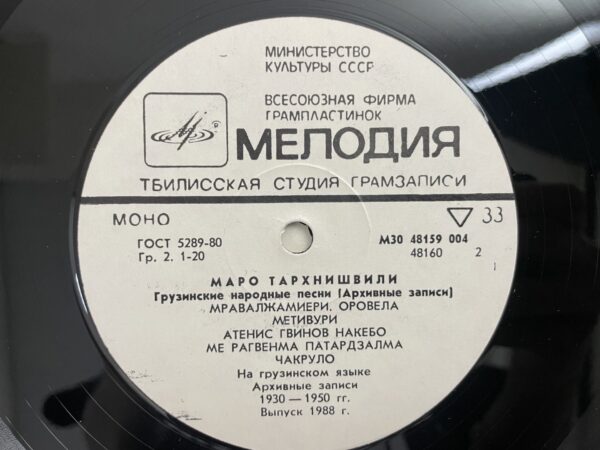 МИНИСТЕРСТВО
КУЛЬТУРЫ СССР
ВСЕСОЮЗНАЯ ФИРМА
ГРАМПЛАСТИНОК
МЕЛОДИЯ
ТБИЛИССКАЯ СТУДИЯ ГРАМЗАПИСИ
МОНО 33
ГОСТ 5289-80 М30 48159 004
Гр. 2. 1-20 48160 2
МАРО ТАРХНИШВИЛИ
Грузинские народные песни (Архивные записи)
МРАВАЛЖАМИЕРИ. ОРОВЕЛА
МЕТИВУРИ
АТЕНИС ГВИНОВ НАКЕБО
МЕ РАГВЕНМА ПАТАРДЗАЛМА
ЧАКРУЛО
На грузинском языке
Архивные записи
1930—1950 гг.
Выпуск 1988 г.